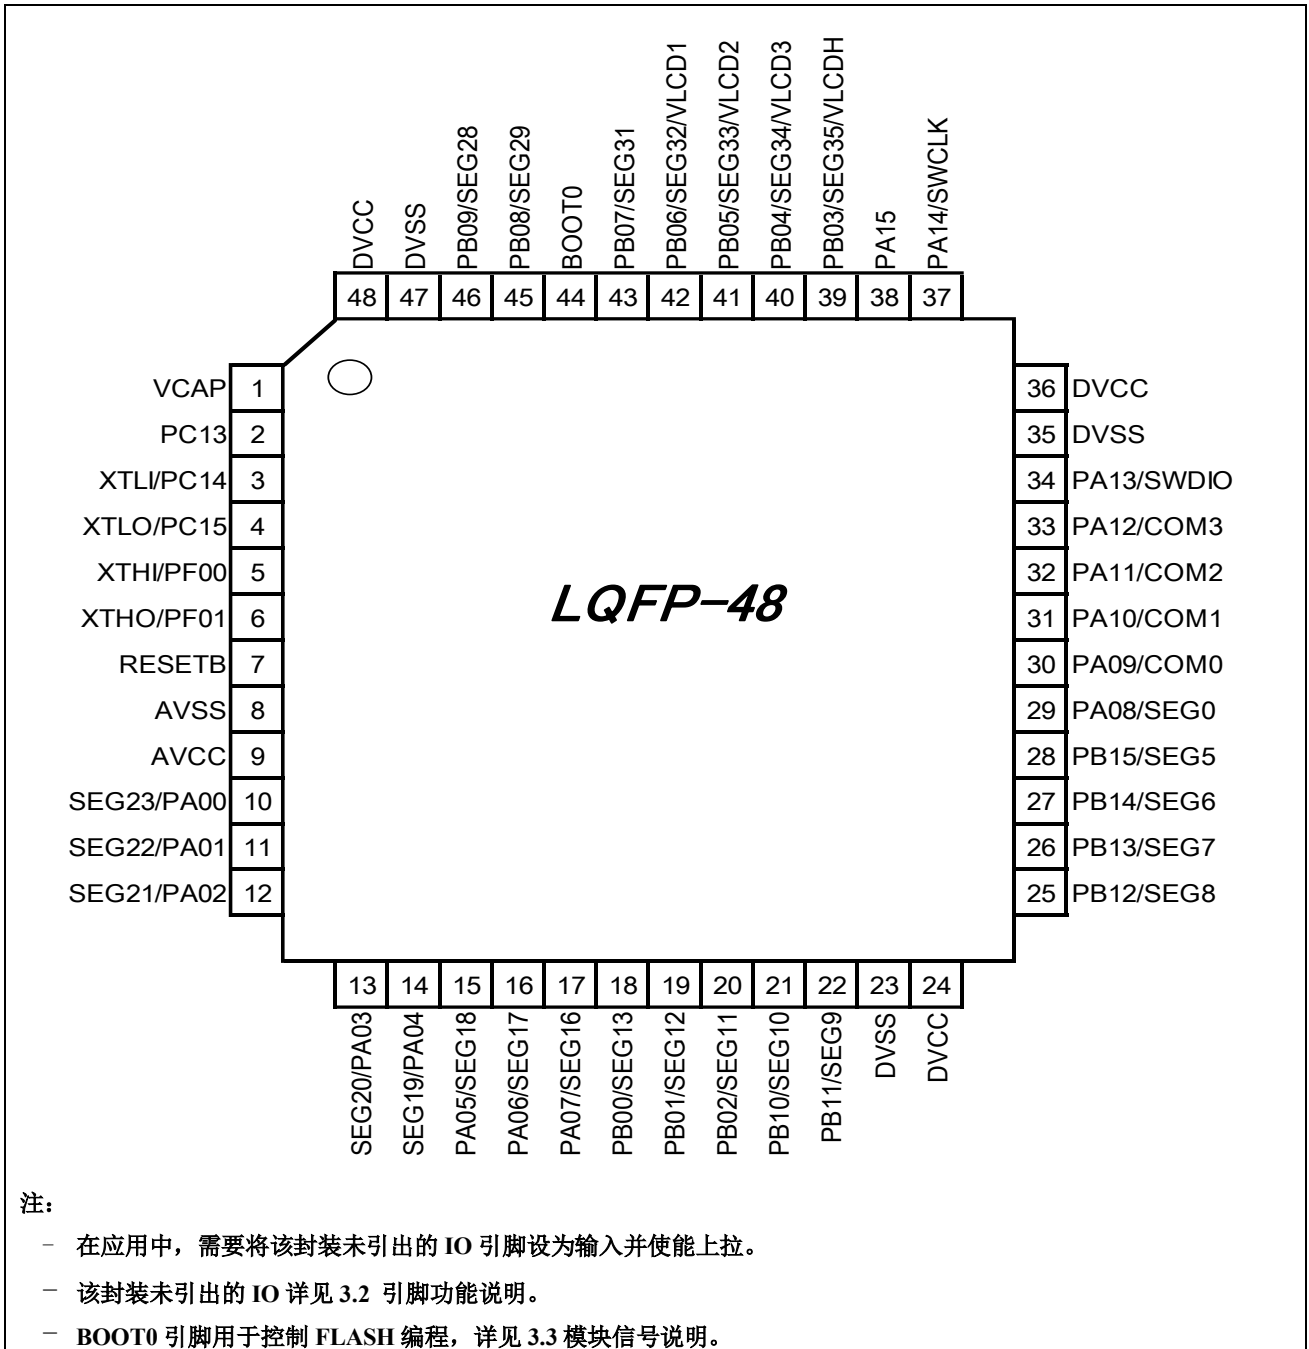 DVCC
DVSS
PB09/SEG28
PB08/SEG29
BOOT0
PB07/SEG31
PB06/SEG32/VLCD1
PB05/SEG33/VLCD2
PB04/SEG34/VLCD3
PB03/SEG35/VLCDH
PA15
PA14/SWCLK
48 47 46 45 44 43 42 41 40 39 38 37
VCAP 1
PC13 2
XTLI/PC14 3
XTLO/PC15 4
XTHI/PF00 5
XTHO/PF01 6
RESETB 7
AVSS 8
AVCC 9
SEG23/PA00 10
SEG22/PA01 11
SEG21/PA02 12
LQFP-48
36 DVCC
35 DVSS
34 PA13/SWDIO
33 PA12/COM3
32 PA11/COM2
31 PA10/COM1
30 PA09/COM0
29 PA08/SEG0
28 PB15/SEG5
27 PB14/SEG6
26 PB13/SEG7
25 PB12/SEG8
13 14 15 16 17 18 19 20 21 22 23 24
SEG20/PA03
SEG19/PA04
PA05/SEG18
PA06/SEG17
PA07/SEG16
PB00/SEG13
PB01/SEG12
PB02/SEG11
PB10/SEG10
PB11/SEG9
DVSS
DVCC
注：
－ 在应用中，需要将该封装未引出的 IO 引脚设为输入并使能上拉。
－ 该封装未引出的 IO 详见 3.2 引脚功能说明。
－ BOOT0 引脚用于控制 FLASH 编程，详见 3.3 模块信号说明。